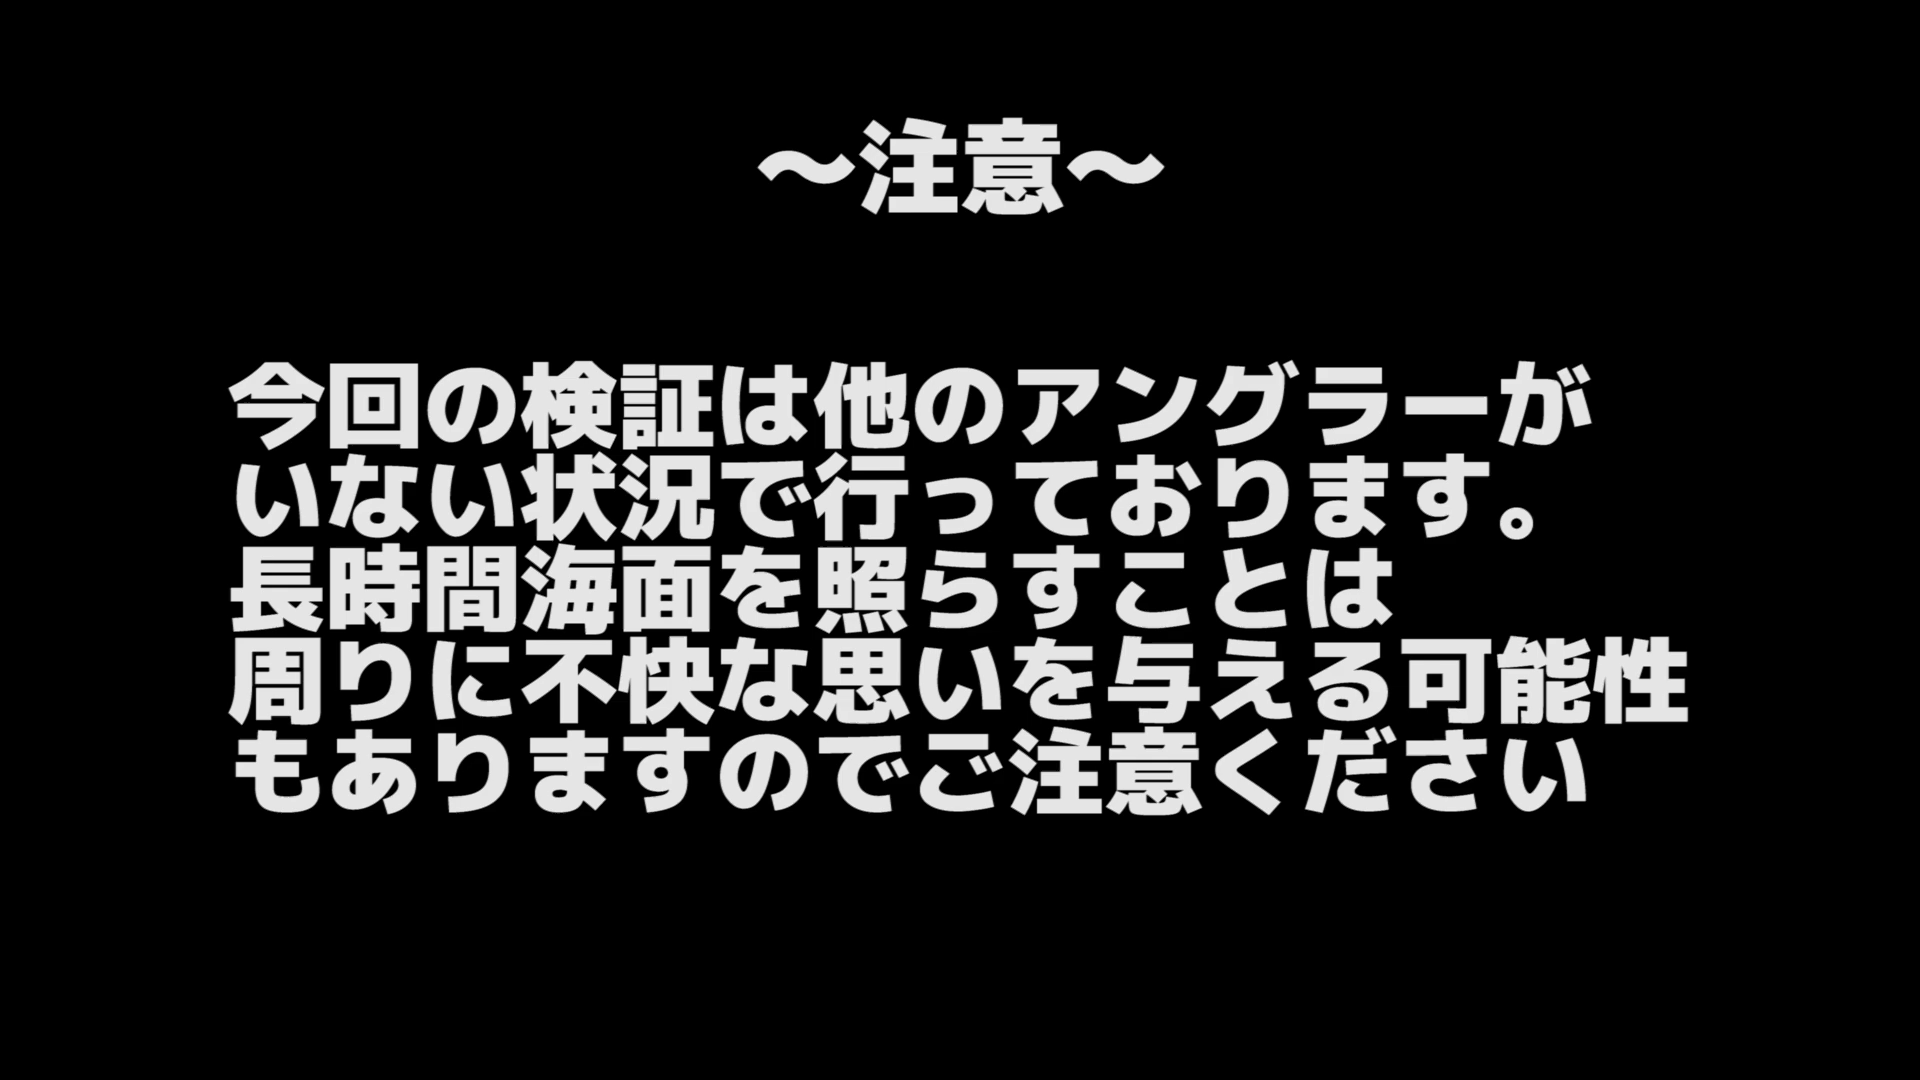 ～注意～
今回の検証は他のアングラーが
いない状況で行っております。
長時間海面を照らすことは
周りに不快な思いを与える可能性
もありますのでご注意ください